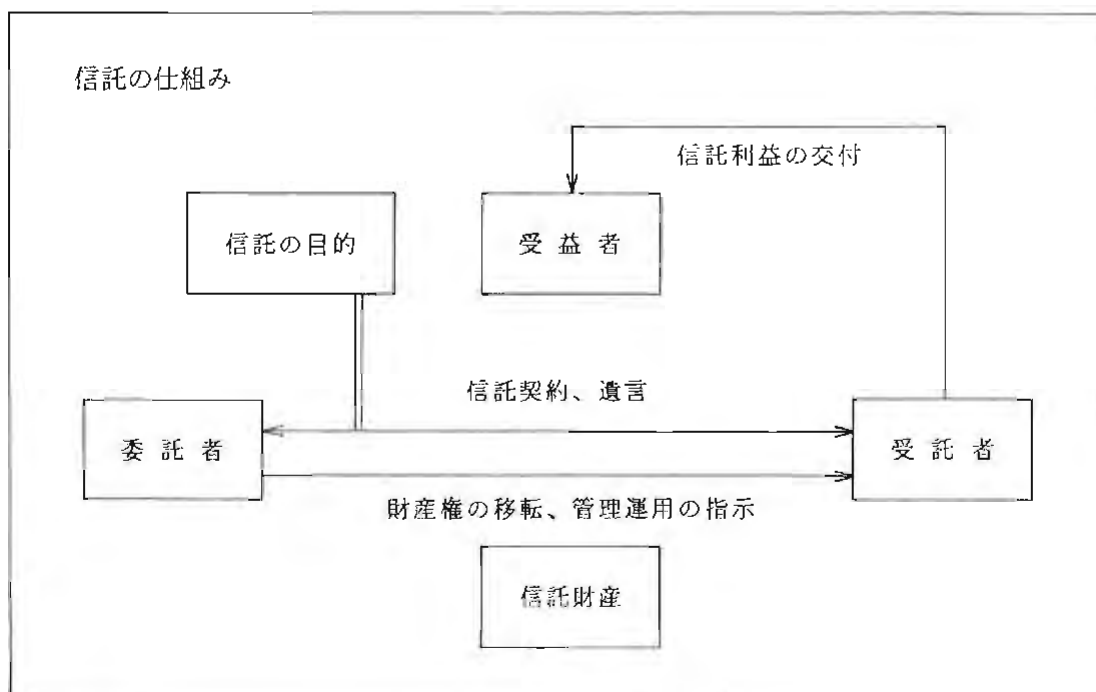 信託の仕組み
信託利益の交付
信託の目的
受益者
信託契約、遺言
委託者
受託者
財産権の移転、管理運用の指示
信託財産